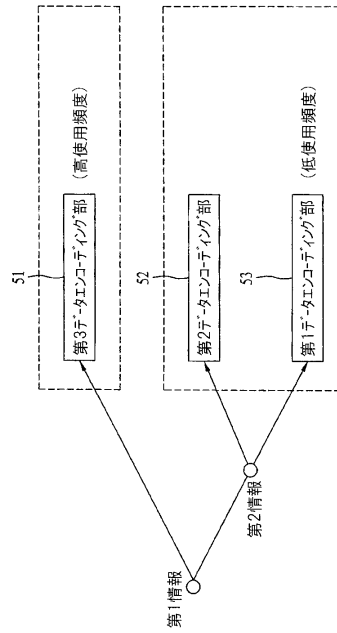 51
第3データエンコーディング部
(高使用頻度)
52
第2データエンコーディング部
53
第1データエンコーディング部
(低使用頻度)
第1情報
第2情報